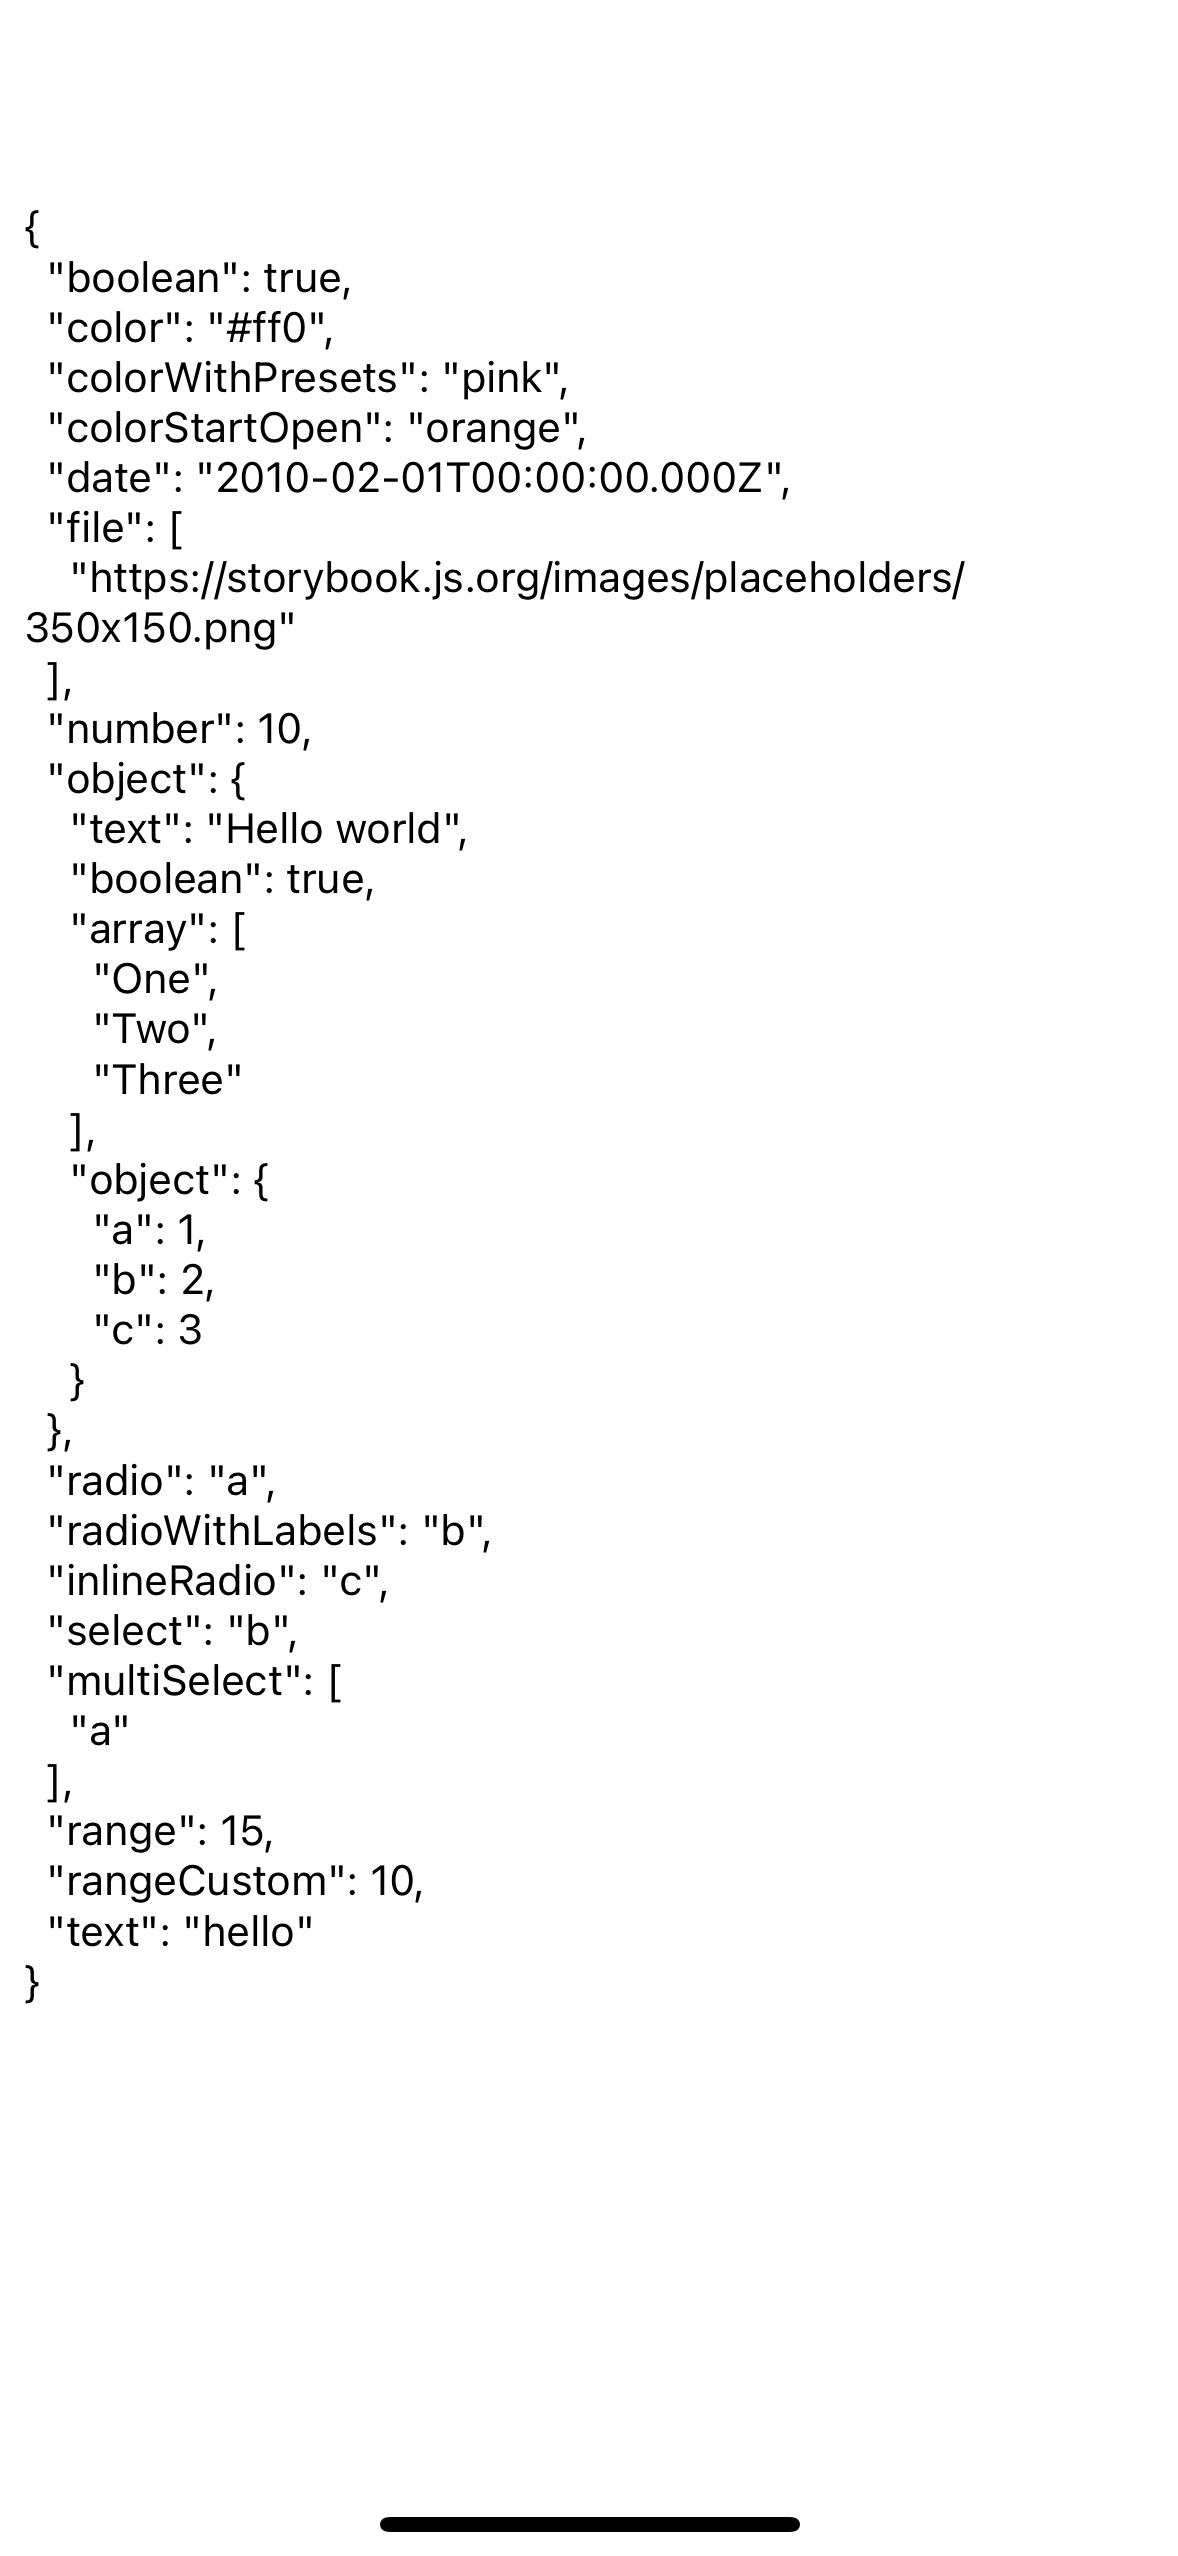 {
  "boolean": true,
  "color": "#ff0",
  "colorWithPresets": "pink",
  "colorStartOpen": "orange",
  "date": "2010-02-01T00:00:00.000Z",
  "file": [
    "https://storybook.js.org/images/placeholders/
350x150.png"
  ],
  "number": 10,
  "object": {
    "text": "Hello world",
    "boolean": true,
    "array": [
      "One",
      "Two",
      "Three"
    ],
    "object": {
      "a": 1,
      "b": 2,
      "c": 3
    }
  },
  "radio": "a",
  "radioWithLabels": "b",
  "inlineRadio": "c",
  "select": "b",
  "multiSelect": [
    "a"
  ],
  "range": 15,
  "rangeCustom": 10,
  "text": "hello"
}